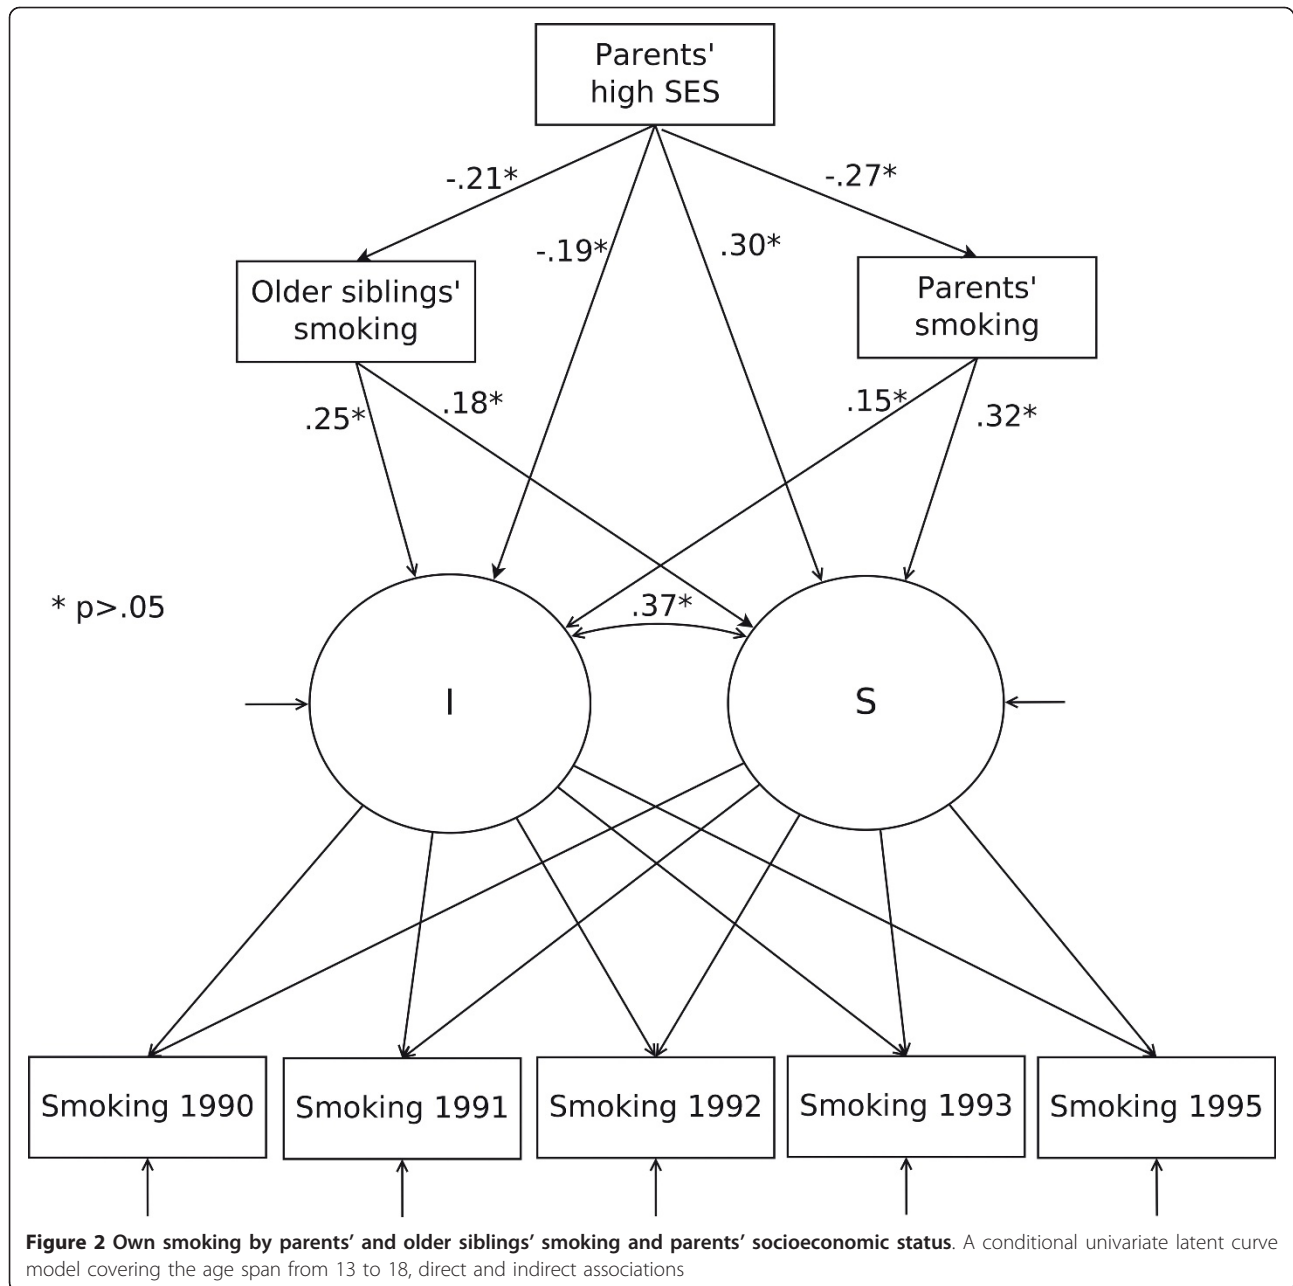 Parents'
high SES
-.21*
-.27*
-.19*
.30*
Older siblings'
smoking
Parents'
smoking
.25*
.18*
.15*
.32*
* p>.05
.37*
I
S
Smoking 1990
Smoking 1991
Smoking 1992
Smoking 1993
Smoking 1995
Figure 2 Own smoking by parents’ and older siblings’ smoking and parents’ socioeconomic status. A conditional univariate latent curve
model covering the age span from 13 to 18, direct and indirect associations